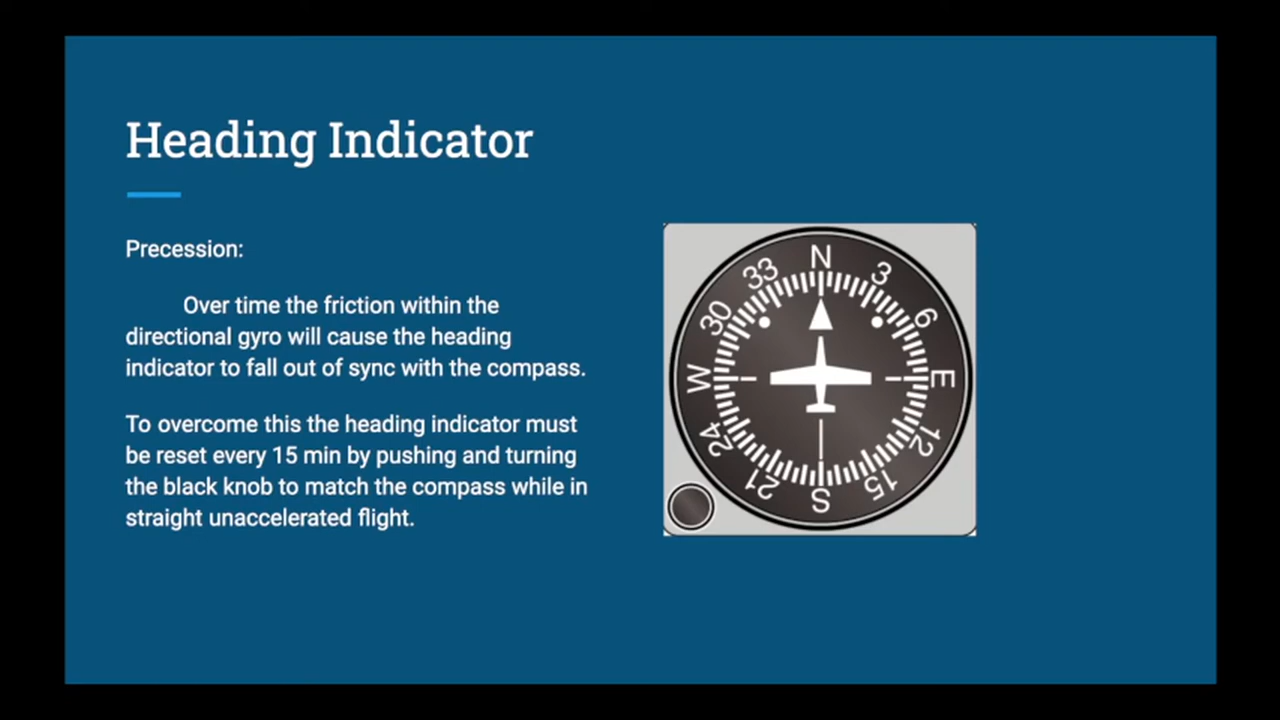 Heading Indicator
Precession:
Over time the friction within the
directional gyro will cause the heading
indicator to fall out of sync with the compass.
To overcome this the heading indicator must
be reset every 15 min by pushing and turning
the black knob to match the compass while in
straight unaccelerated flight.
N
3
6
E
12
15
S
21
24
W
30
33